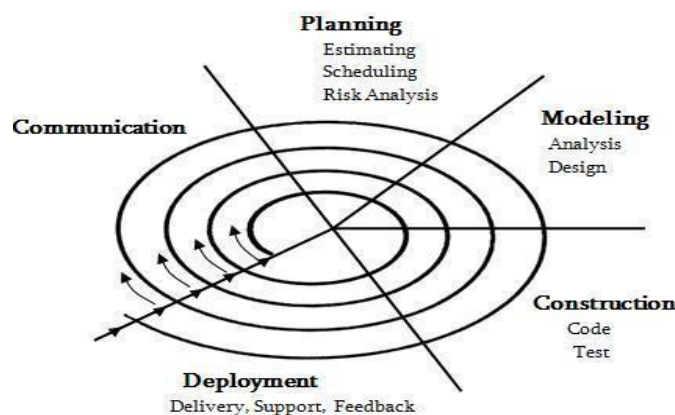 Planning
Estimating
Scheduling
Risk Analysis
Communication
Modeling
Analysis
Design
Construction
Code
Test
Deployment
Delivery, Support, Feedback